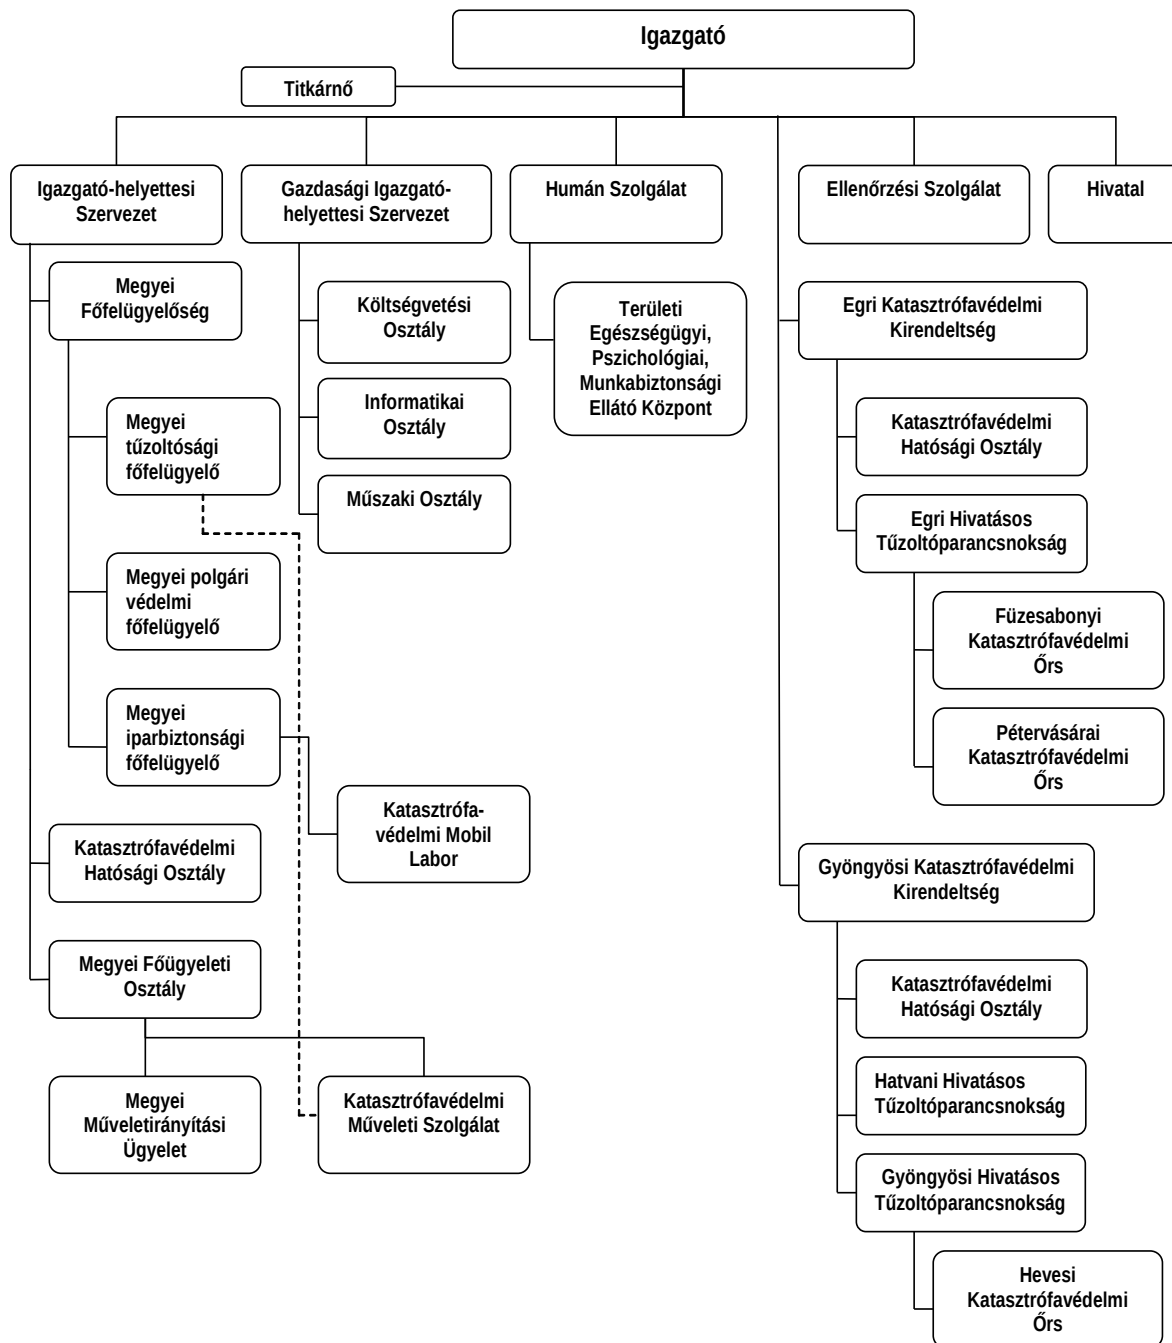 Igazgató
Titkárnő
Igazgató-helyettesi
Szervezet
Gazdasági Igazgató-
helyettesi Szervezet
Humán Szolgálat
Ellenőrzési Szolgálat
Hivatal
Megyei
Főfelügyelőség
Megyei
tűzoltósági
főfelügyelő
Megyei polgári
védelmi
főfelügyelő
Megyei
iparbiztonsági
főfelügyelő
Katasztrófa-
védelmi Mobil
Labor
Katasztrófavédelmi
Hatósági Osztály
Megyei Főügyeleti
Osztály
Megyei
Műveletirányítási
Ügyelet
Katasztrófavédelmi
Műveleti Szolgálat
Költségvetési
Osztály
Informatikai
Osztály
Műszaki Osztály
Területi
Egészségügyi,
Pszichológiai,
Munkabiztonsági
Ellátó Központ
Egri Katasztrófavédelmi
Kirendeltség
Katasztrófavédelmi
Hatósági Osztály
Egri Hivatásos
Tűzoltóparancsnokság
Füzesabonyi
Katasztrófavédelmi
Őrs
Pétervásárai
Katasztrófavédelmi
Őrs
Gyöngyösi Katasztrófavédelmi
Kirendeltség
Katasztrófavédelmi
Hatósági Osztály
Hatvani Hivatásos
Tűzoltóparancsnokság
Gyöngyösi Hivatásos
Tűzoltóparancsnokság
Hevesi
Katasztrófavédelmi
Őrs